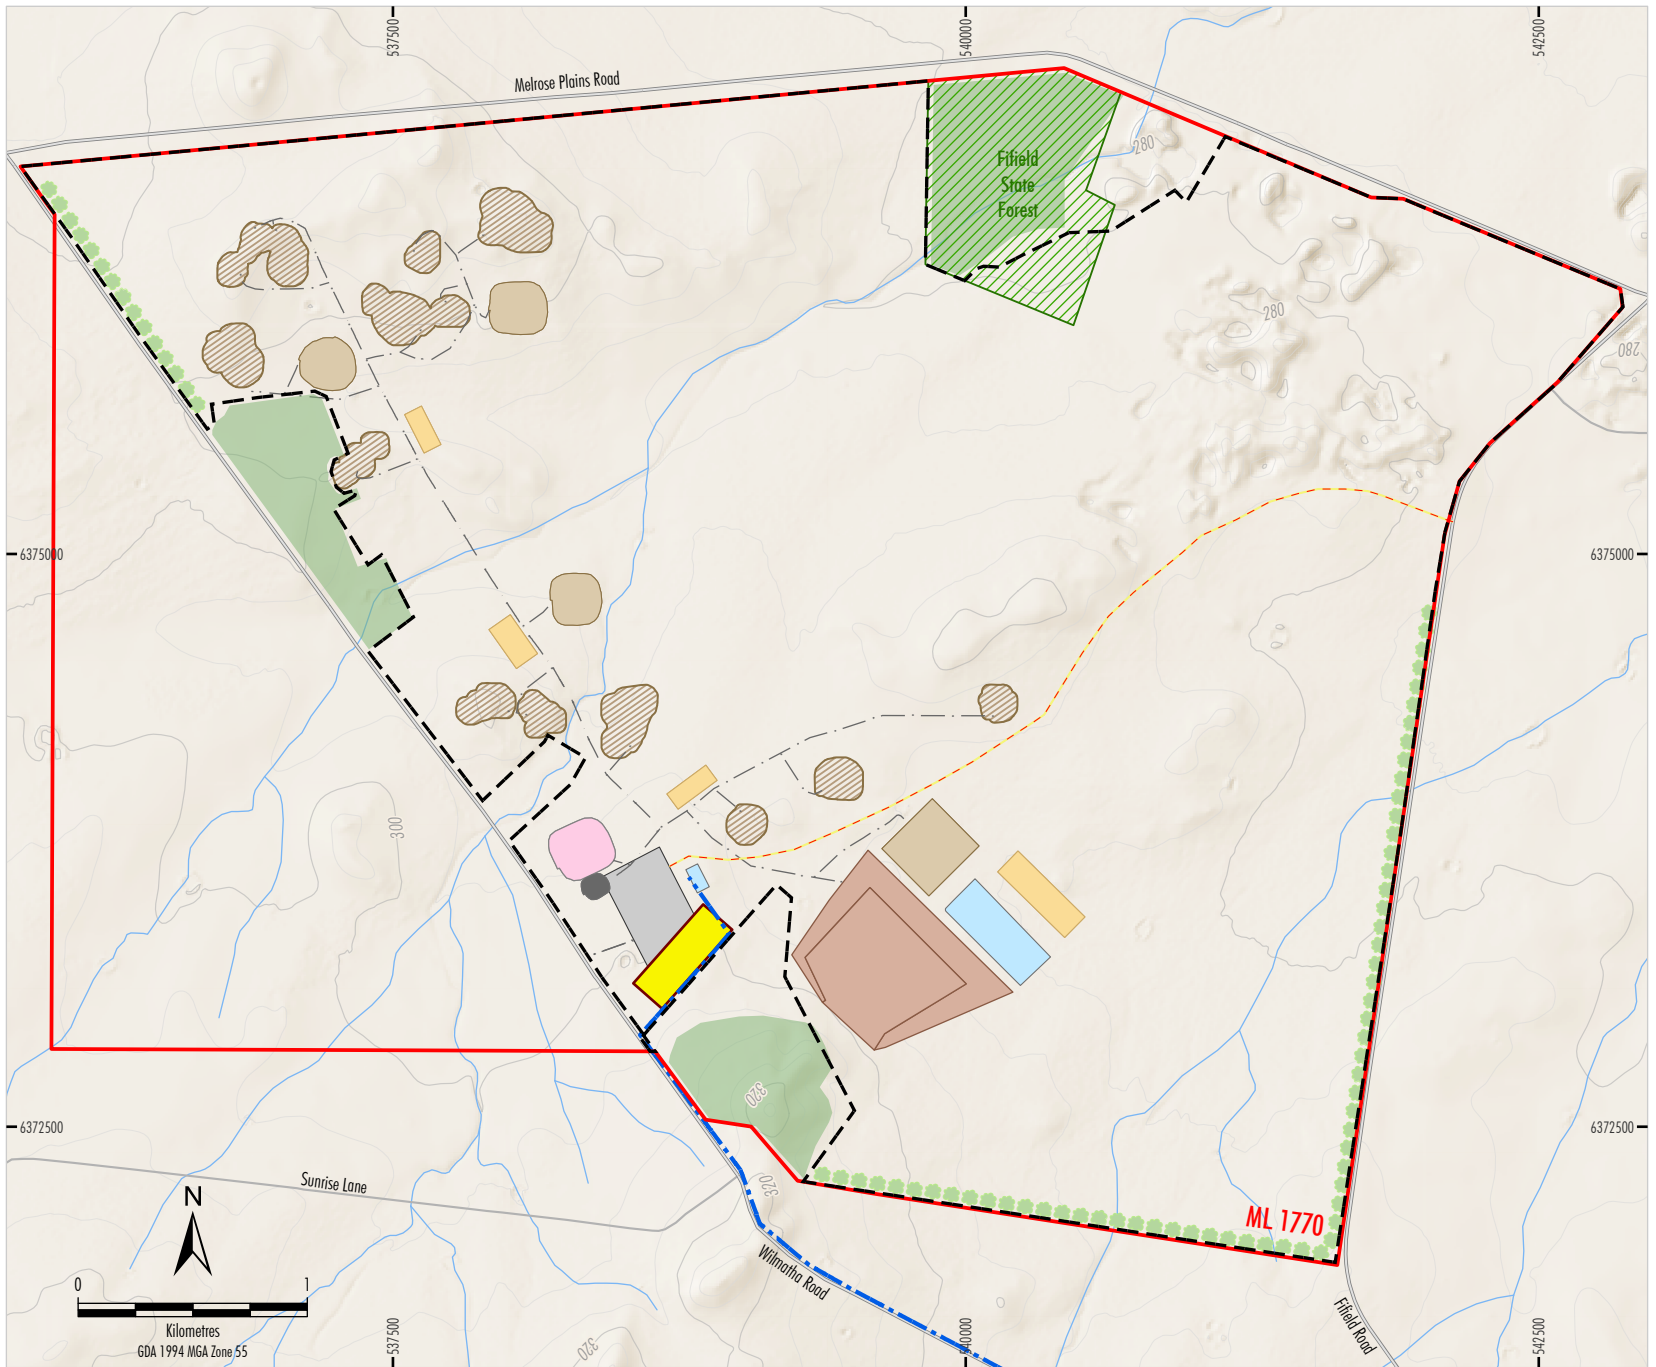 537500
540000
542500
Melrose Plains Road
280
Fifield
State
Forest
280
280
6375000
6375000
300
320
6372500
6372500
320
Sunrise Lane
ML 1770
N
Wilmatha Road
0 1
Kilometres
GDA 1994 MGA Zone 55
Fifield Road
320
537500
540000
542500